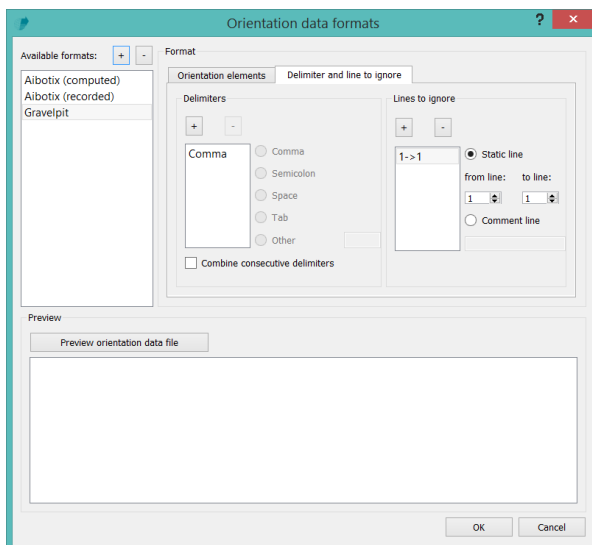 Orientation data formats ? ×
Available formats: + -
Aibotix (computed)
Aibotix (recorded)
Gravelpit
Format
Orientation elements Delimiter and line to ignore
Delimiters
+ -
Comma
Comma
Semicolon
Space
Tab
Other
Combine consecutive delimiters
Lines to ignore
+ -
1->1
Static line
from line: to line:
1 1
Comment line
Preview
Preview orientation data file
OK Cancel